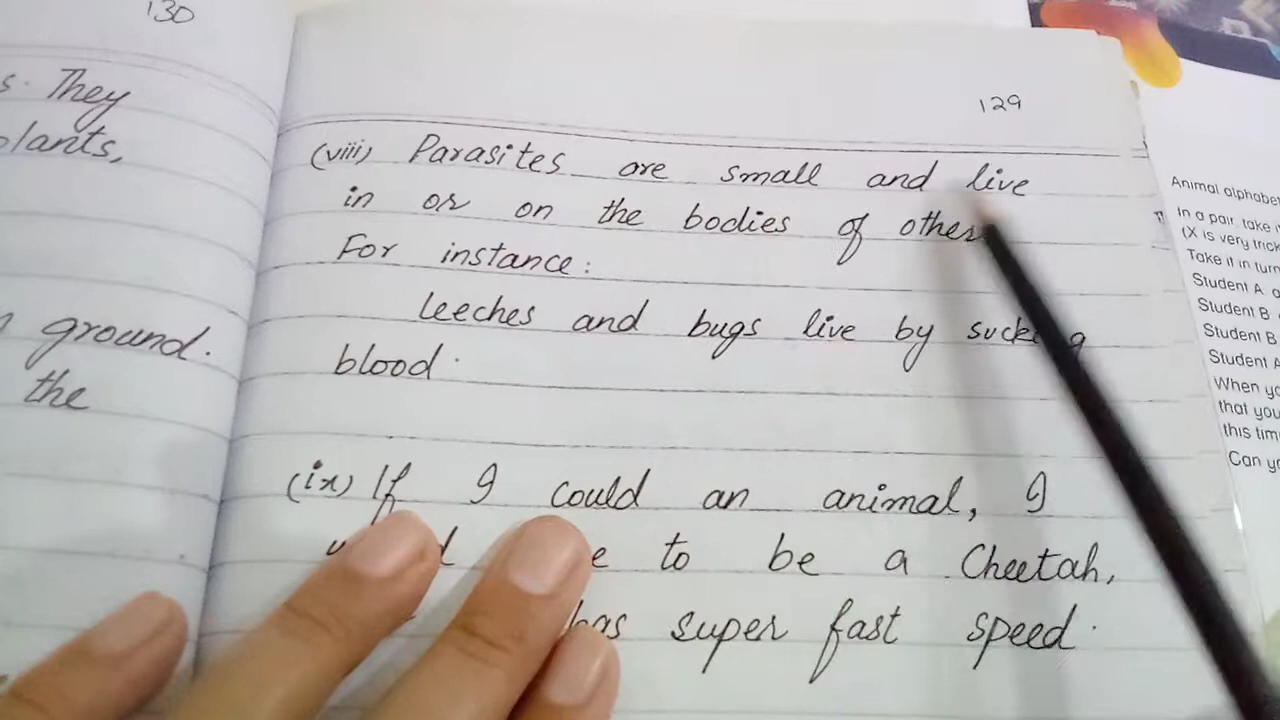 130
s. They
plants,
ground.
the
129
(viii) Parasites are small and live
in or on the bodies of other
For instance:
leeches and bugs live by
blood.
(ix) If I could an animal, I
to be a Cheetah,
has super fast speed.
Animal alphabe
In a pair, take i
(X is very trick
Take it in turn
Student A
Student B
Student B
Student A
When yo
that you
this tim
Can yo